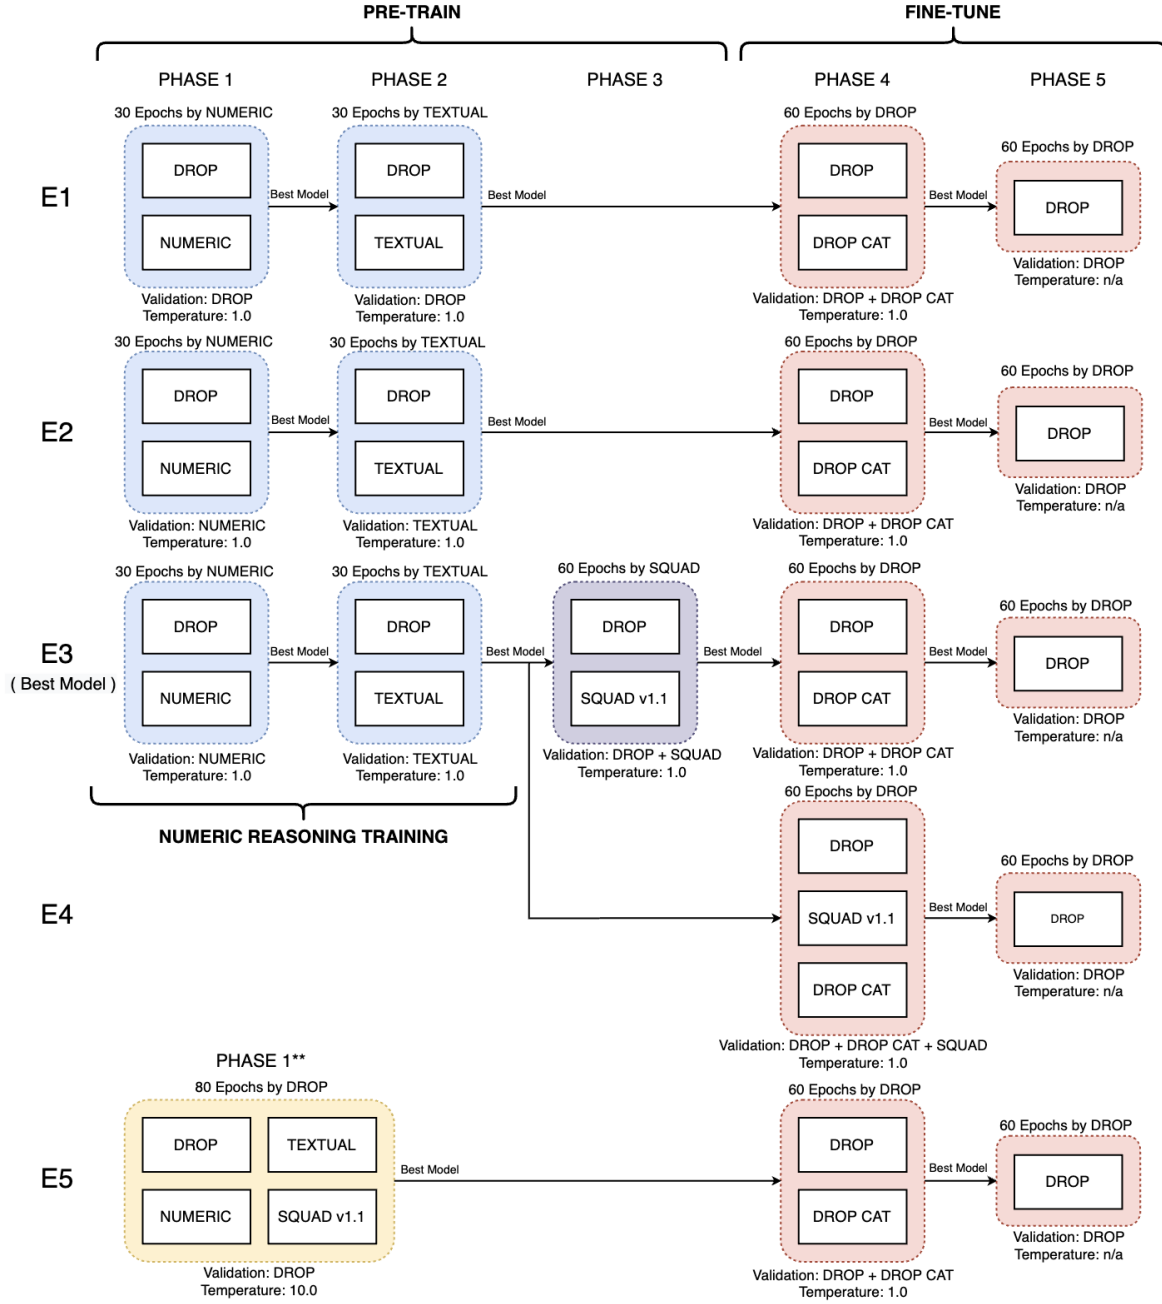 PRE-TRAIN
FINE-TUNE
PHASE 1
PHASE 2
PHASE 3
PHASE 4
PHASE 5
E1
30 Epochs by NUMERIC
DROP
NUMERIC
Validation: DROP
Temperature: 1.0
Best Model
30 Epochs by TEXTUAL
DROP
TEXTUAL
Validation: DROP
Temperature: 1.0
Best Model
60 Epochs by DROP
DROP
DROP CAT
Validation: DROP + DROP CAT
Temperature: 1.0
Best Model
60 Epochs by DROP
DROP
Validation: DROP
Temperature: n/a
E2
30 Epochs by NUMERIC
DROP
NUMERIC
Validation: NUMERIC
Temperature: 1.0
Best Model
30 Epochs by TEXTUAL
DROP
TEXTUAL
Validation: TEXTUAL
Temperature: 1.0
Best Model
60 Epochs by DROP
DROP
DROP CAT
Validation: DROP + DROP CAT
Temperature: 1.0
Best Model
60 Epochs by DROP
DROP
Validation: DROP
Temperature: n/a
E3
( Best Model )
30 Epochs by NUMERIC
DROP
NUMERIC
Validation: NUMERIC
Temperature: 1.0
Best Model
30 Epochs by TEXTUAL
DROP
TEXTUAL
Validation: TEXTUAL
Temperature: 1.0
Best Model
60 Epochs by SQUAD
DROP
SQUAD v1.1
Validation: DROP + SQUAD
Temperature: 1.0
Best Model
60 Epochs by DROP
DROP
DROP CAT
Validation: DROP + DROP CAT
Temperature: 1.0
Best Model
60 Epochs by DROP
DROP
Validation: DROP
Temperature: n/a
NUMERIC REASONING TRAINING
E4
60 Epochs by DROP
DROP
SQUAD v1.1
DROP CAT
Validation: DROP + DROP CAT + SQUAD
Temperature: 1.0
Best Model
60 Epochs by DROP
DROP
Validation: DROP
Temperature: n/a
E5
PHASE 1**
80 Epochs by DROP
DROP
TEXTUAL
NUMERIC
SQUAD v1.1
Validation: DROP
Temperature: 10.0
Best Model
60 Epochs by DROP
DROP
DROP CAT
Validation: DROP + DROP CAT
Temperature: 1.0
Best Model
60 Epochs by DROP
DROP
Validation: DROP
Temperature: n/a